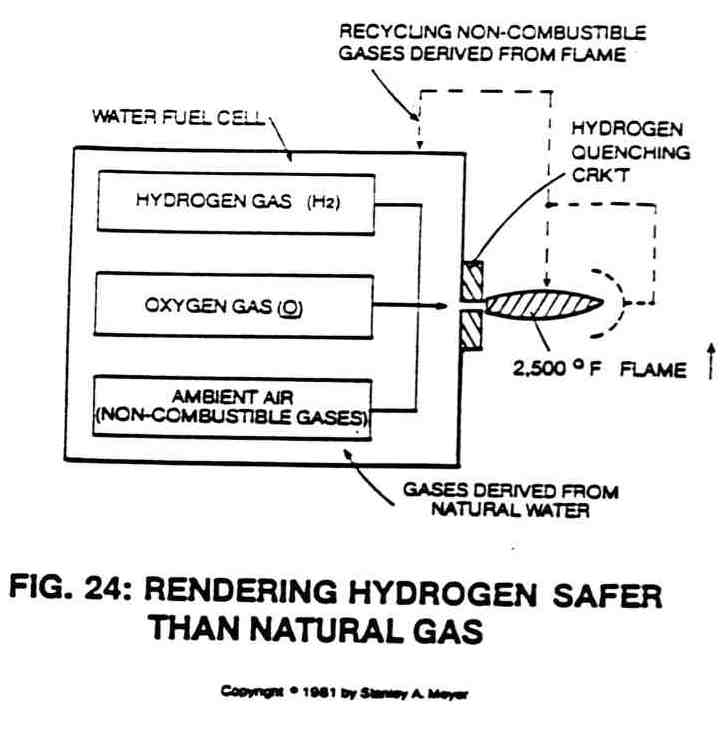 RECYCLING NON-COMBUSTIBLE
GASES DERIVED FROM FLAME
WATER FUEL CELL
HYDROGEN
QUENCHING
CRK'T
HYDROGEN GAS (H2)
OXYGEN GAS (O)
2,500 ° F FLAME
AMBIENT AIR
(NON-COMBUSTIBLE GASES)
GASES DERIVED FROM
NATURAL WATER
FIG. 24: RENDERING HYDROGEN SAFER
THAN NATURAL GAS
Copyright © 1981 by Stanley A. Meyer